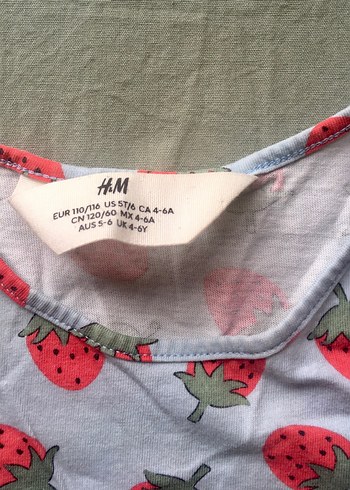 H&M
EUR 110/116 US 5T/6 CA 4-6A
CN 120/60 MX 4-6A
AUS 5-6 UK 4-6Y